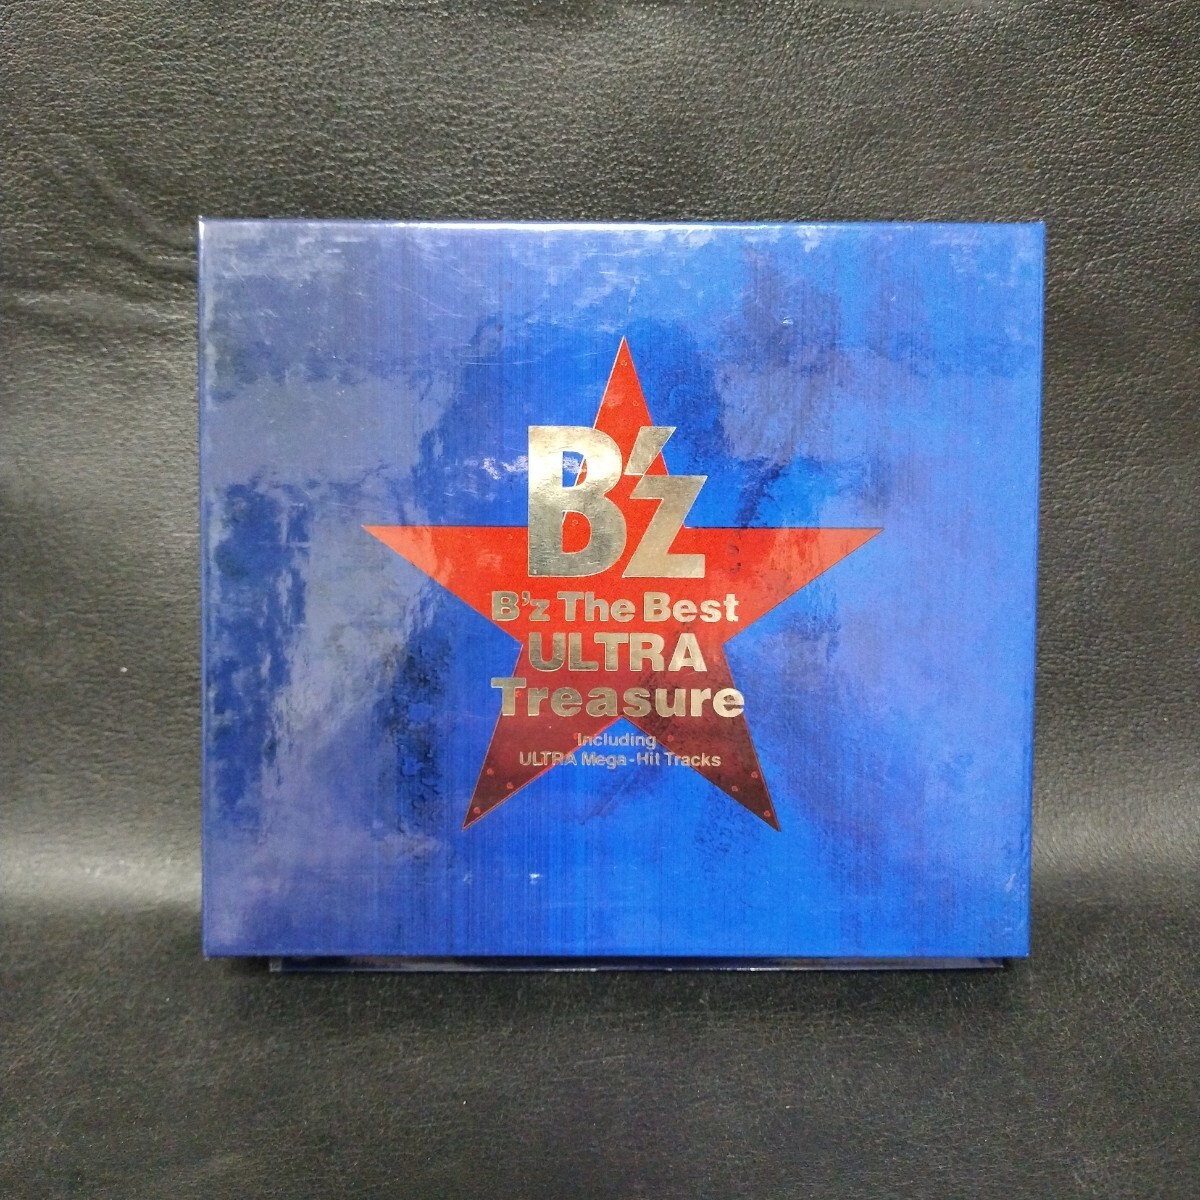 B'z
B'z The Best
ULTRA
Treasure
Including
ULTRA Mega-Hit Tracks